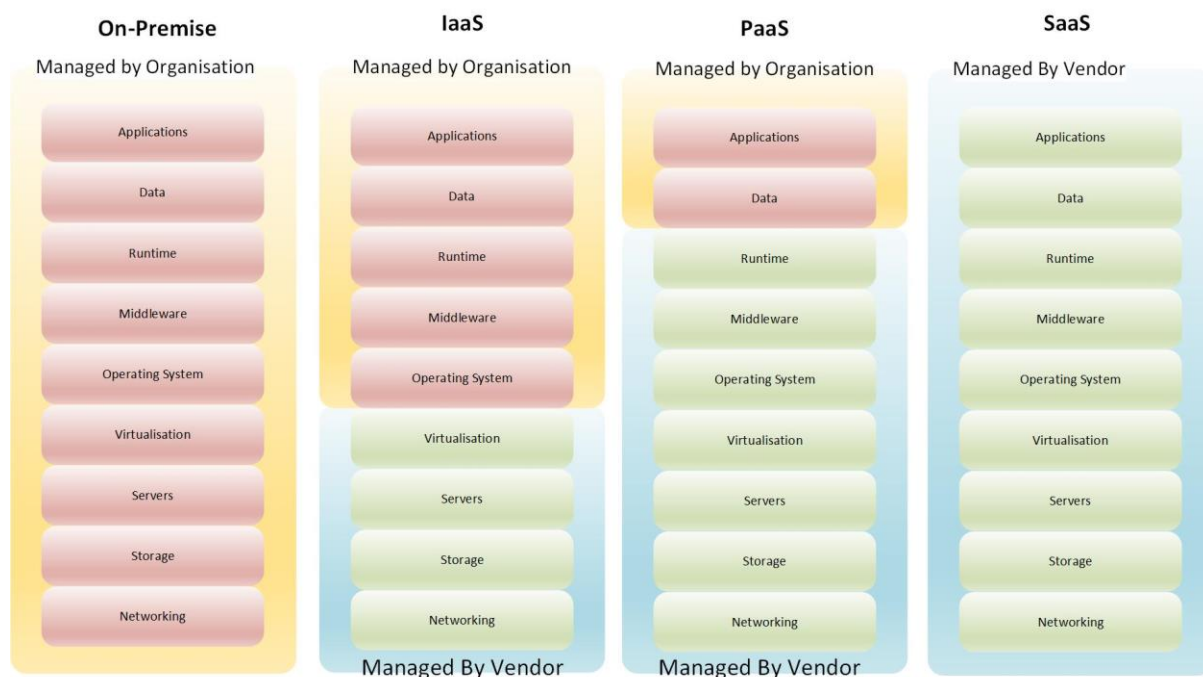 On-Premise
Managed by Organisation
Applications
Data
Runtime
Middleware
Operating System
Virtualisation
Servers
Storage
Networking
IaaS
Managed by Organisation
Applications
Data
Runtime
Middleware
Operating System
Virtualisation
Servers
Storage
Networking
Managed By Vendor
PaaS
Managed by Organisation
Applications
Data
Runtime
Middleware
Operating System
Virtualisation
Servers
Storage
Networking
Managed By Vendor
SaaS
Managed By Vendor
Applications
Data
Runtime
Middleware
Operating System
Virtualisation
Servers
Storage
Networking